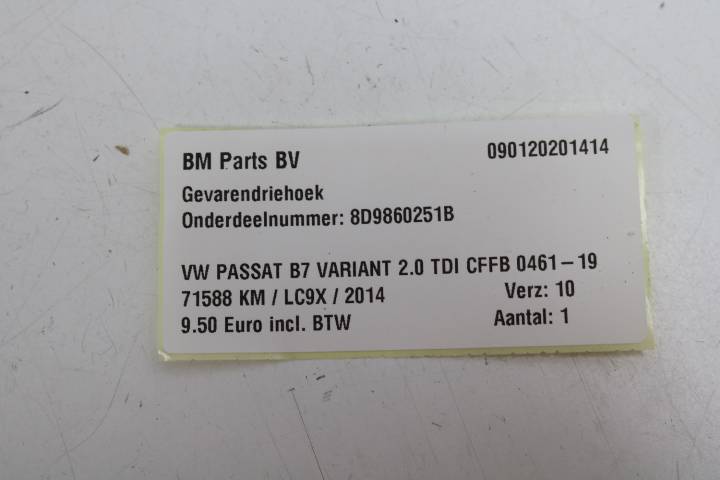 BM Parts BV 090120201414
Gevarendriehoek
Onderdeelnummer: 8D9860251B
VW PASSAT B7 VARIANT 2.0 TDI CFFB 0461-19
71588 KM / LC9X / 2014 Verz: 10
9.50 Euro incl. BTW Aantal: 1